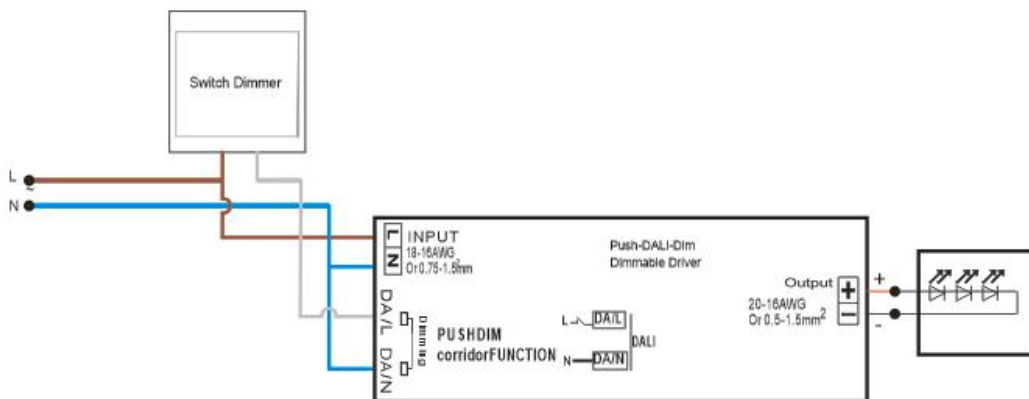 Switch Dimmer
L
~
N
L INPUT
N 18-16AWG
Or 0.75-1.5mm²
Push-DALI-Dim
Dimmable Driver
Output + +
20-16AWG
Or 0.5-1.5mm² - -
DA/L
DA/N
Dimming
PUSHDIM
corridorFUNCTION
L DA/L
DALI
N DA/N